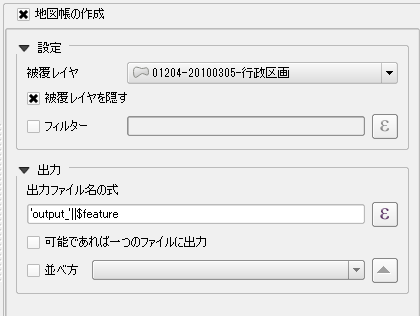 地図帳の作成
設定
被覆レイヤ
01204-20100305-行政区画
被覆レイヤを隠す
フィルター
ε
出力
出力ファイル名の式
'output_'||$feature
ε
可能であれば一つのファイルに出力
並べ方